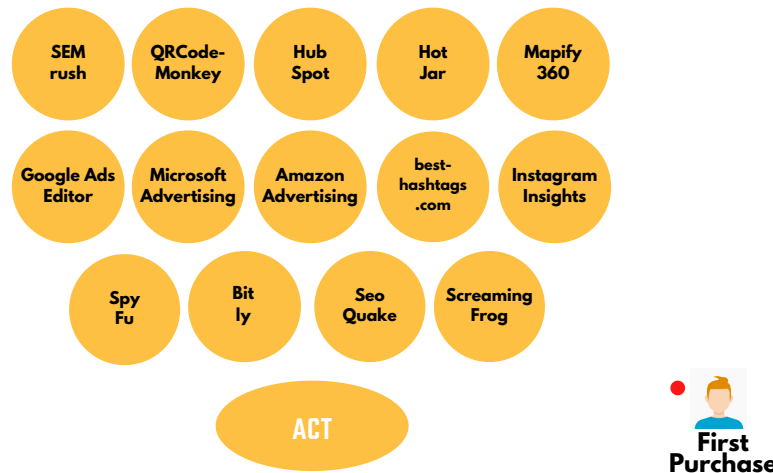 SEM
rush
QRCode-
Monkey
Hub
Spot
Hot
Jar
Mapify
360
Google Ads
Editor
Microsoft
Advertising
Amazon
Advertising
best-
hashtags
.com
Instagram
Insights
Spy
Fu
Bit
ly
Seo
Quake
Screaming
Frog
ACT
First
Purchase